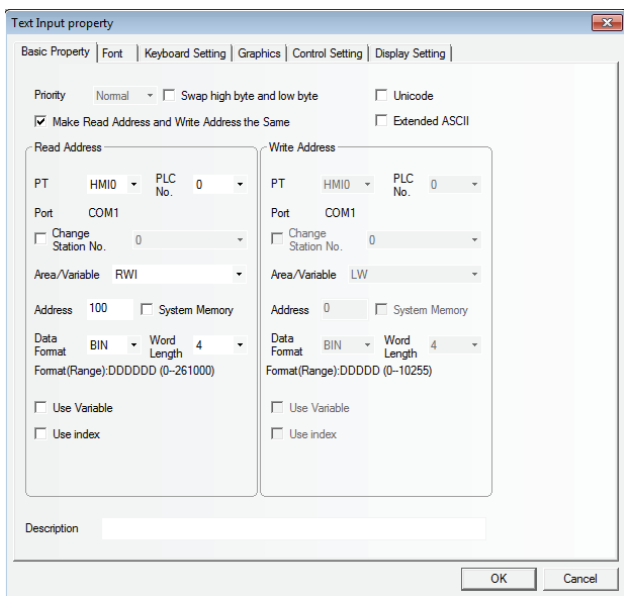 Text Input property
Basic Property Font Keyboard Setting Graphics Control Setting Display Setting
Priority Normal Swap high byte and low byte Unicode
Make Read Address and Write Address the Same Extended ASCII
Read Address Write Address
PT HMI0 PLC No. 0 PT HMI0 PLC No. 0
Port COM1 Port COM1
Change Station No. 0 Change Station No. 0
Area/Variable RWI Area/Variable LW
Address 100 System Memory Address 0 System Memory
Data Format BIN Word Length 4 Data Format BIN Word Length 4
Format(Range):DDDDDD (0--261000) Format(Range):DDDDD (0--10255)
Use Variable Use Variable
Use index Use index
Description
OK Cancel